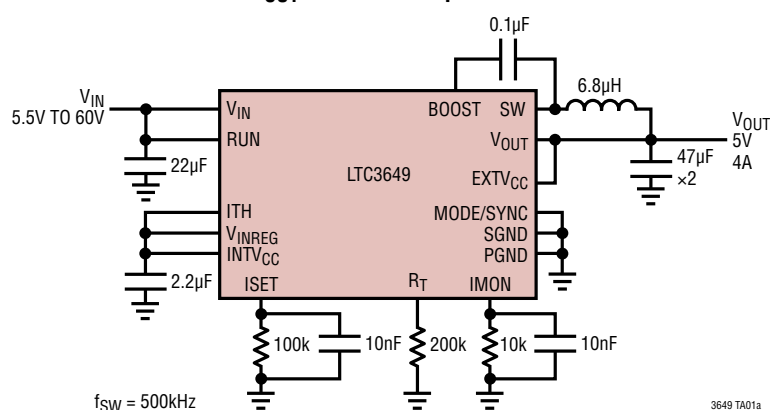 0.1µF
6.8µH
VIN
5.5V TO 60V
VIN
BOOST
SW
RUN
VOUT
VOUT
5V
4A
22µF
LTC3649
EXTVCC
47µF
×2
ITH
MODE/SYNC
VINREG
SGND
INTVCC
PGND
2.2µF
ISET
RT
IMON
100k
10nF
200k
10k
10nF
fSW = 500kHz
3649 TA01a